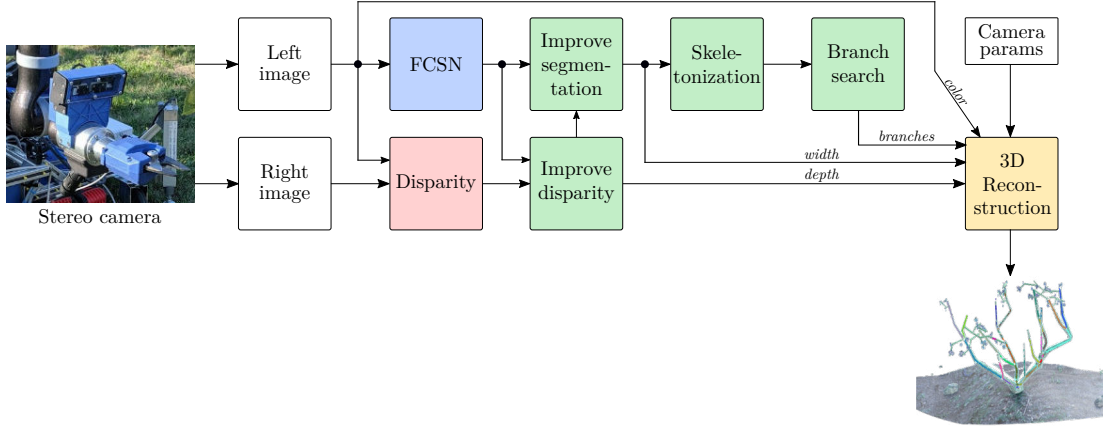 Left
image
FCSN
Improve
segmen-
tation
Skele-
tonization
Branch
search
Camera
params
color
branches
width
depth
Right
image
Disparity
Improve
disparity
3D
Recon-
struction
Stereo camera